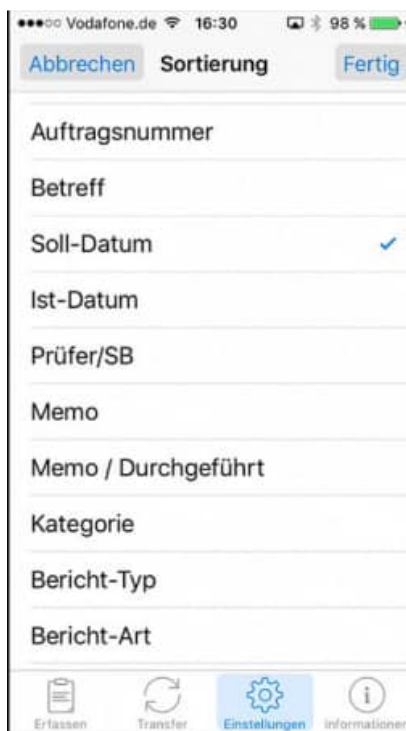 Vodafone.de 16:30 98 %
Abbrechen Sortierung Fertig
Auftragsnummer
Betreff
Soll-Datum
Ist-Datum
Prüfer/SB
Memo
Memo / Durchgeführt
Kategorie
Bericht-Typ
Bericht-Art
Erfassen Transfer Einstellungen Informationen